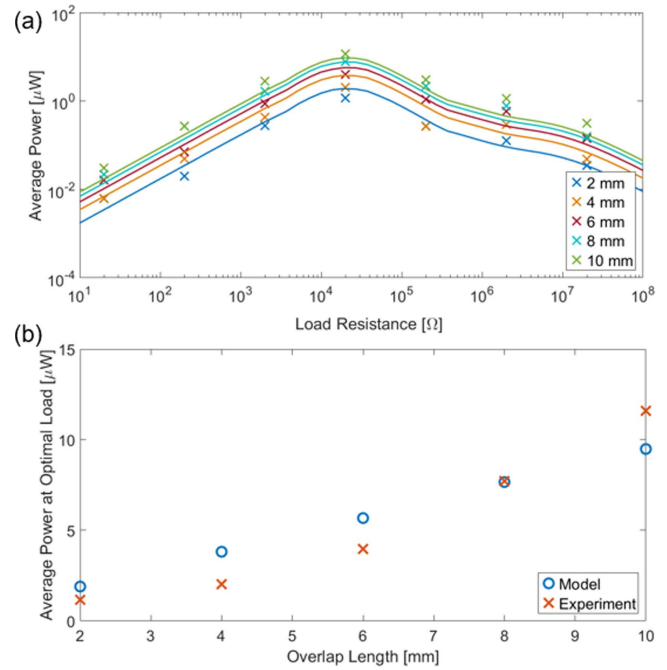 (a)
10^2
10^0
10^-2
10^-4
Average Power [μW]
2 mm
4 mm
6 mm
8 mm
10 mm
10^1 10^2 10^3 10^4 10^5 10^6 10^7 10^8
Load Resistance [Ω]
(b)
15
10
5
0
Average Power at Optimal Load [μW]
Model
Experiment
2 3 4 5 6 7 8 9 10
Overlap Length [mm]